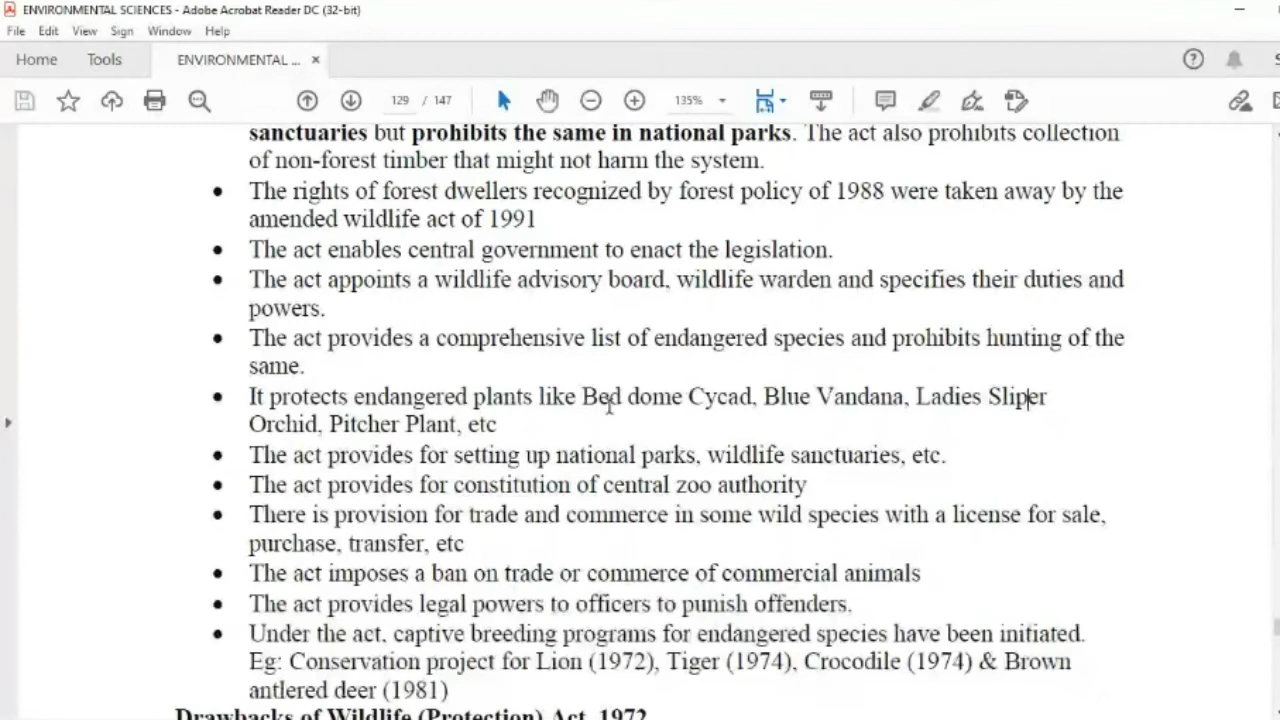 ENVIRONMENTAL SCIENCES - Adobe Acrobat Reader DC (32-bit)
File Edit View Sign Window Help
Home Tools ENVIRONMENTAL ... ×
129 / 147 135%
sanctuaries but prohibits the same in national parks. The act also prohibits collection
of non-forest timber that might not harm the system.
• The rights of forest dwellers recognized by forest policy of 1988 were taken away by the
amended wildlife act of 1991
• The act enables central government to enact the legislation.
• The act appoints a wildlife advisory board, wildlife warden and specifies their duties and
powers.
• The act provides a comprehensive list of endangered species and prohibits hunting of the
same.
• It protects endangered plants like Bed dome Cycad, Blue Vandana, Ladies Sliper
Orchid, Pitcher Plant, etc
• The act provides for setting up national parks, wildlife sanctuaries, etc.
• The act provides for constitution of central zoo authority
• There is provision for trade and commerce in some wild species with a license for sale,
purchase, transfer, etc
• The act imposes a ban on trade or commerce of commercial animals
• The act provides legal powers to officers to punish offenders.
• Under the act, captive breeding programs for endangered species have been initiated.
Eg: Conservation project for Lion (1972), Tiger (1974), Crocodile (1974) & Brown
antlered deer (1981)
Drawbacks of Wildlife (Protection) Act, 1972